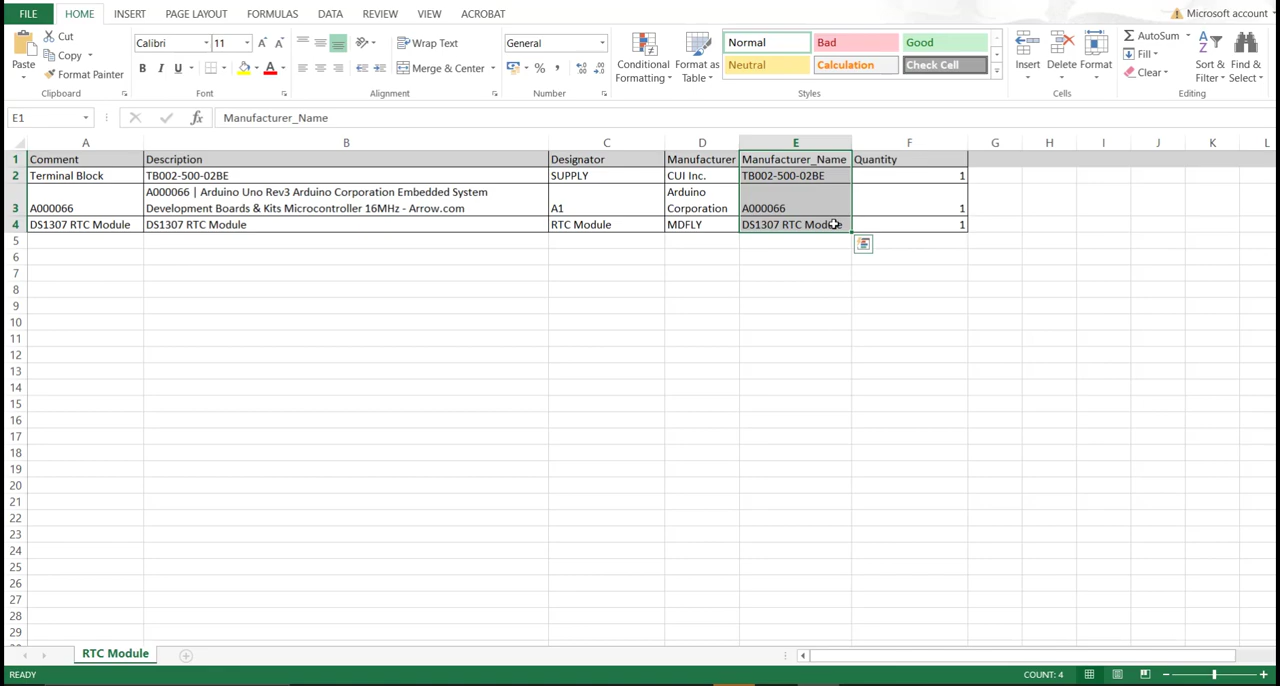 FILE HOME INSERT PAGE LAYOUT FORMULAS DATA REVIEW VIEW ACROBAT Microsoft account
Paste Cut Copy Format Painter Clipboard
Calibri 11 A A B I U A Font
Wrap Text Merge & Center Alignment
General % , Number
Conditional Formatting Format as Table
Normal Bad Good
Neutral Calculation Check Cell
Styles
Insert Delete Format Cells
AutoSum Fill Clear Sort & Filter Find & Select Editing
E1 fx Manufacturer_Name
A B C D E F G H I J K L
1 Comment Description Designator Manufacturer Manufacturer_Name Quantity
2 Terminal Block TB002-500-02BE SUPPLY CUI Inc. TB002-500-02BE 1
A000066 | Arduino Uno Rev3 Arduino Corporation Embedded System Arduino
3 A000066 Development Boards & Kits Microcontroller 16MHz - Arrow.com A1 Corporation A000066 1
4 DS1307 RTC Module DS1307 RTC Module RTC Module MDFLY DS1307 RTC Module 1
5
6
7
8
9
10
11
12
13
14
15
16
17
18
19
20
21
22
23
24
25
26
27
28
29
RTC Module
READY COUNT: 4